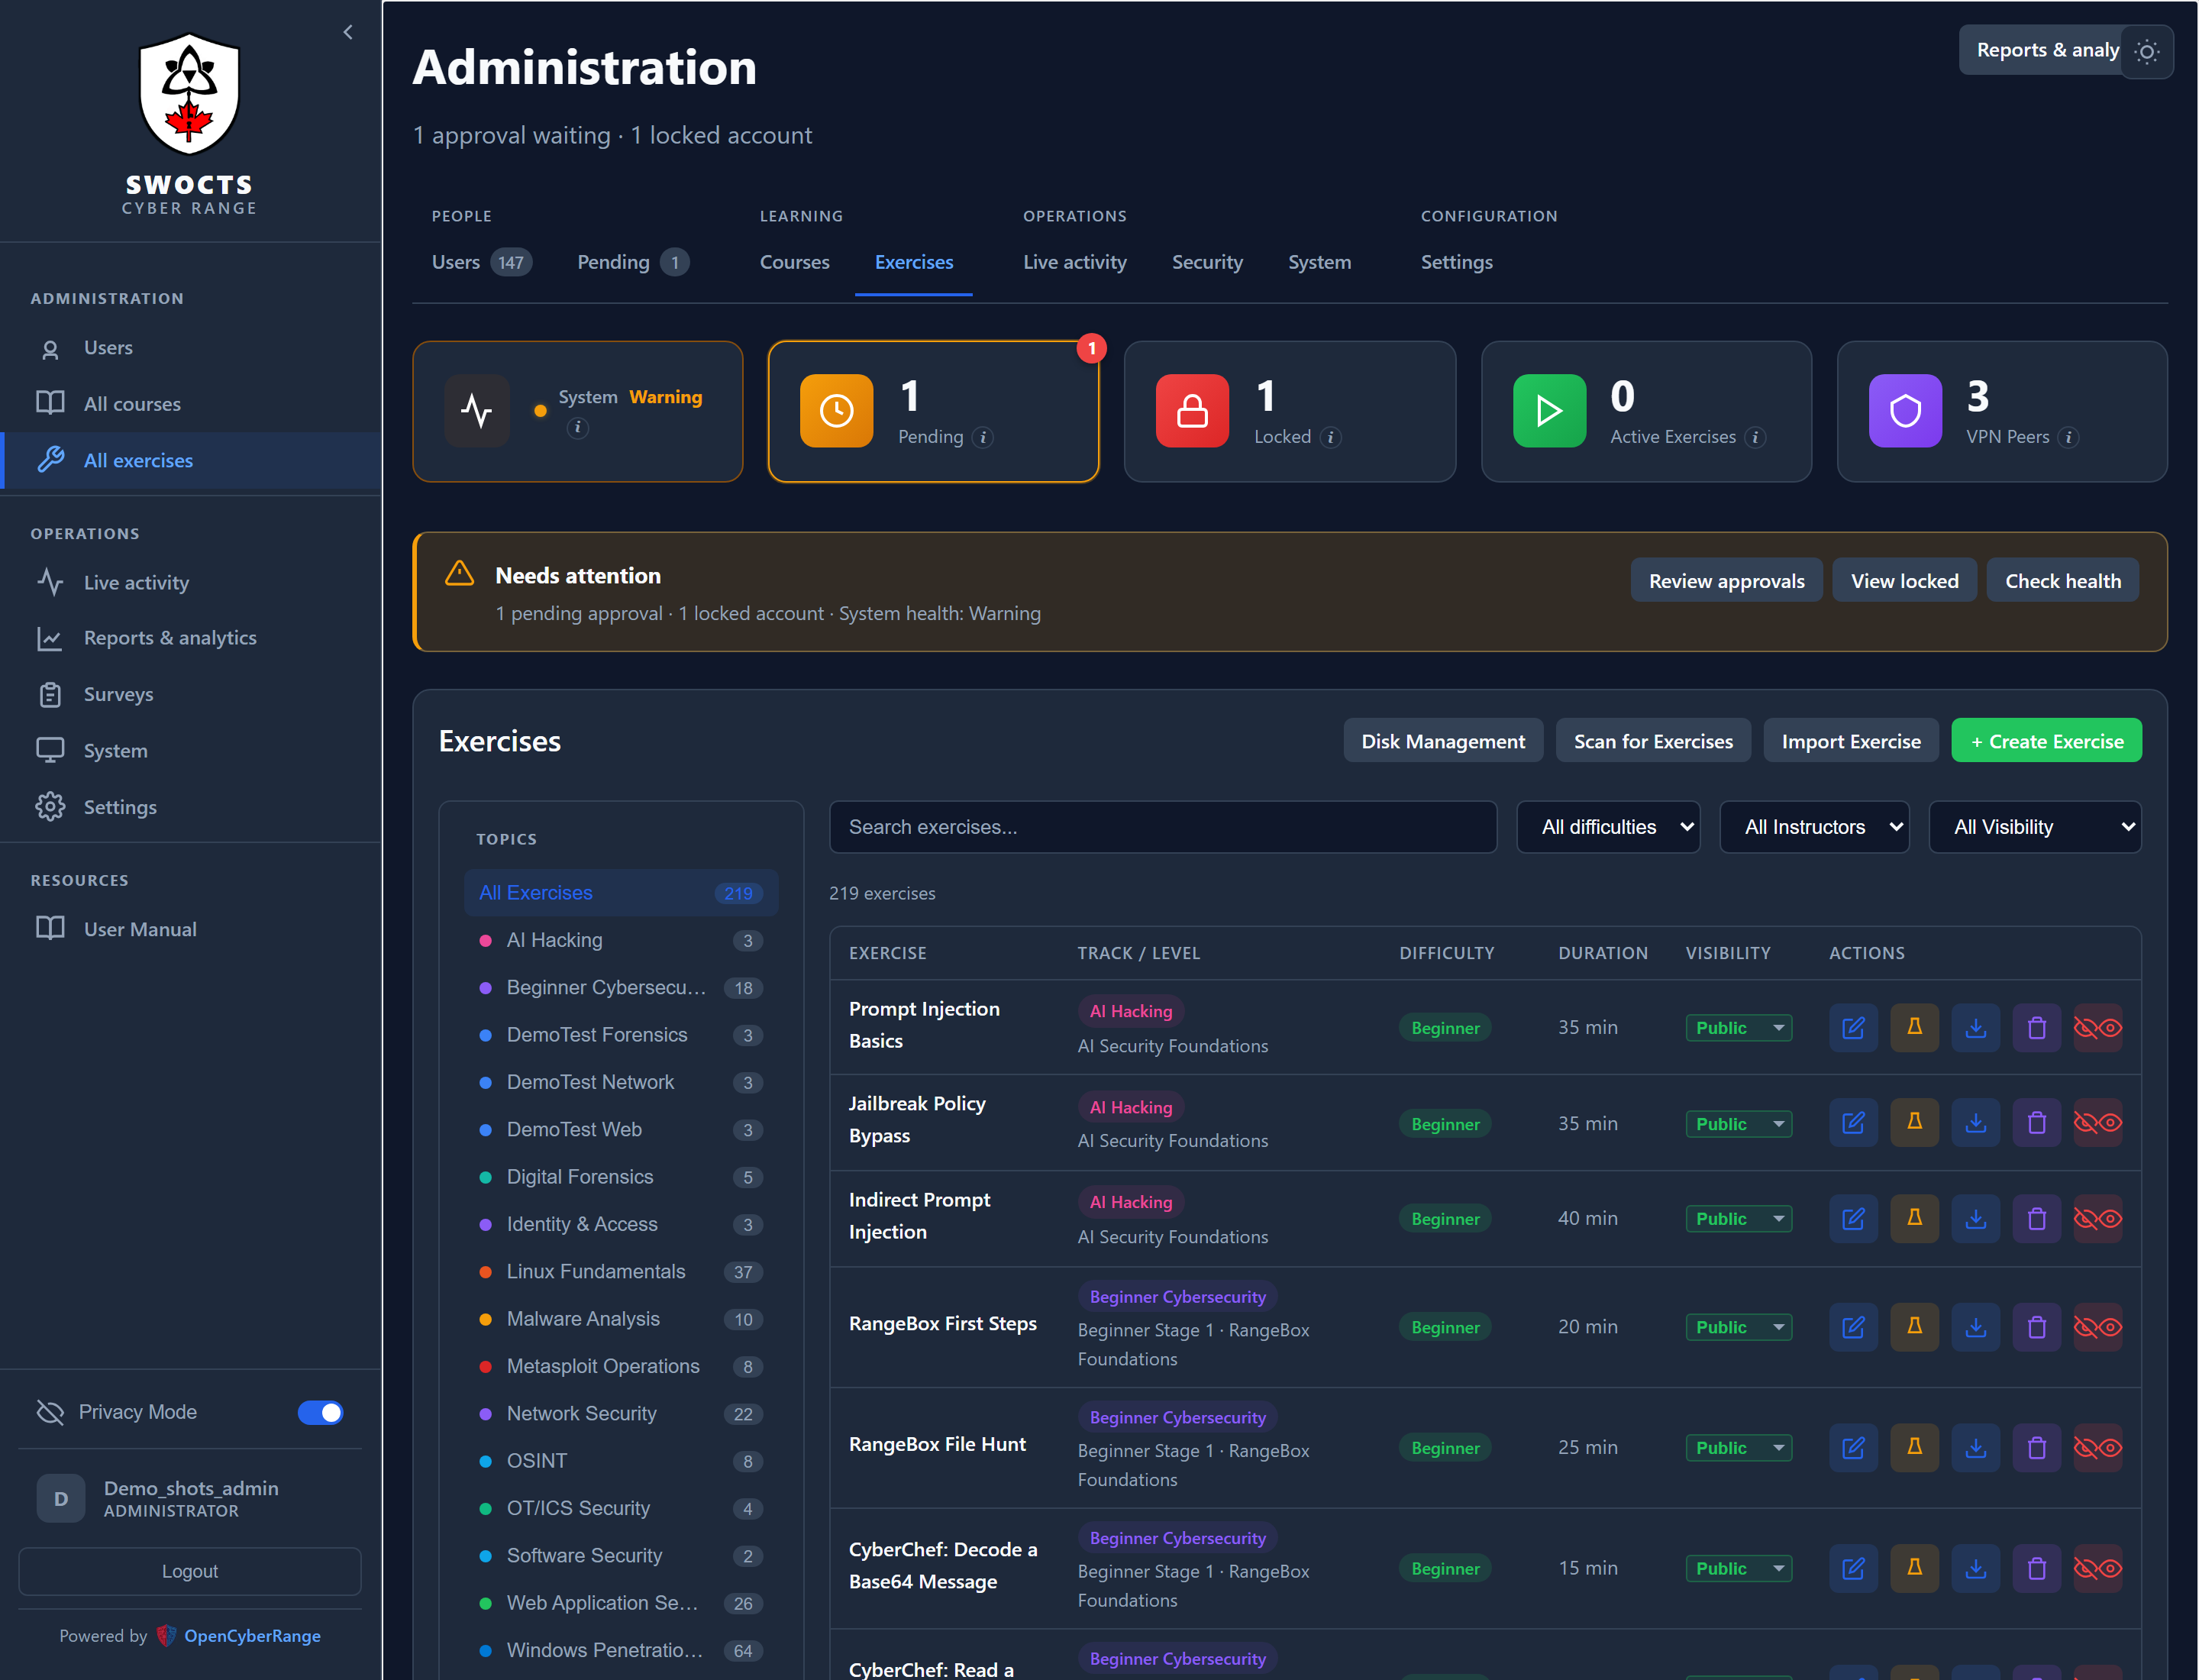 SWOCTS
CYBER RANGE
ADMINISTRATION
Users
All courses
All exercises
OPERATIONS
Live activity
Reports & analytics
Surveys
System
Settings
RESOURCES
User Manual
Privacy Mode
D
Demo_shots_admin
ADMINISTRATOR
Logout
Powered by OpenCyberRange
Administration
Reports & analy
1 approval waiting · 1 locked account
PEOPLE
LEARNING
OPERATIONS
CONFIGURATION
Users 147
Pending 1
Courses
Exercises
Live activity
Security
System
Settings
System Warning
i
1
1
Pending i
1
Locked i
0
Active Exercises i
3
VPN Peers i
Needs attention
1 pending approval · 1 locked account · System health: Warning
Review approvals
View locked
Check health
Exercises
Disk Management
Scan for Exercises
Import Exercise
+ Create Exercise
TOPICS
All Exercises 219
AI Hacking 3
Beginner Cybersecu... 18
DemoTest Forensics 3
DemoTest Network 3
DemoTest Web 3
Digital Forensics 5
Identity & Access 3
Linux Fundamentals 37
Malware Analysis 10
Metasploit Operations 8
Network Security 22
OSINT 8
OT/ICS Security 4
Software Security 2
Web Application Se... 26
Windows Penetratio... 64
Search exercises...
All difficulties
All Instructors
All Visibility
219 exercises
EXERCISE TRACK / LEVEL DIFFICULTY DURATION VISIBILITY ACTIONS
Prompt Injection
Basics
AI Hacking
AI Security Foundations
Beginner
35 min
Public
Jailbreak Policy
Bypass
AI Hacking
AI Security Foundations
Beginner
35 min
Public
Indirect Prompt
Injection
AI Hacking
AI Security Foundations
Beginner
40 min
Public
RangeBox First Steps
Beginner Cybersecurity
Beginner Stage 1 · RangeBox
Foundations
Beginner
20 min
Public
RangeBox File Hunt
Beginner Cybersecurity
Beginner Stage 1 · RangeBox
Foundations
Beginner
25 min
Public
CyberChef: Decode a
Base64 Message
Beginner Cybersecurity
Beginner Stage 1 · RangeBox
Foundations
Beginner
15 min
Public
CyberChef: Read a
Beginner Cybersecurity